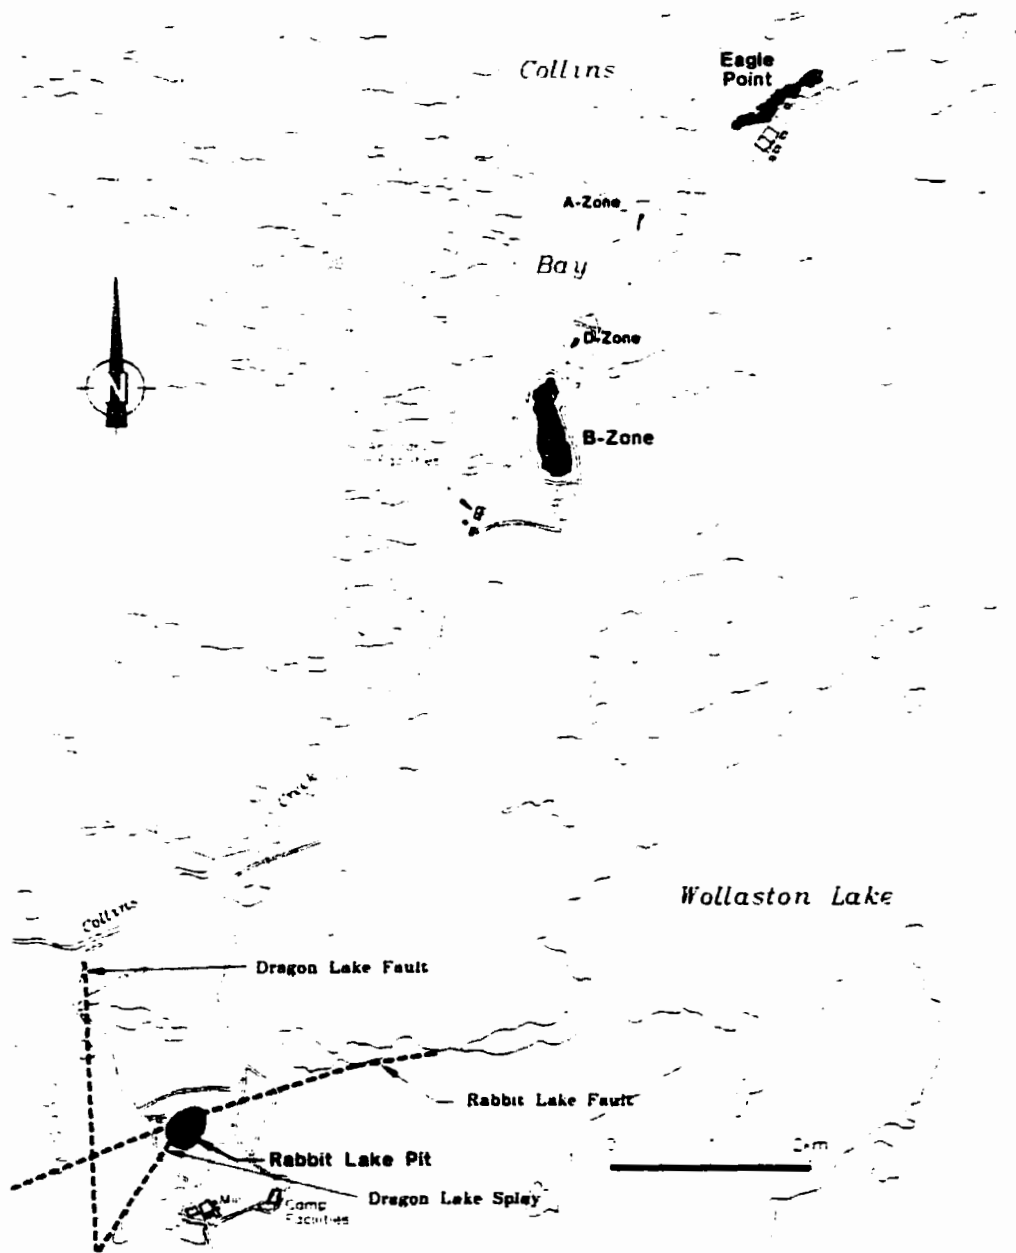 Collins
Eagle
Point
A-Zone
Bay
D-Zone
N
B-Zone
Creek
Wollaston Lake
Collins
Dragon Lake Fault
Rabbit Lake Fault
Rabbit Lake Pit
Dragon Lake Splay
Camp
Facilities